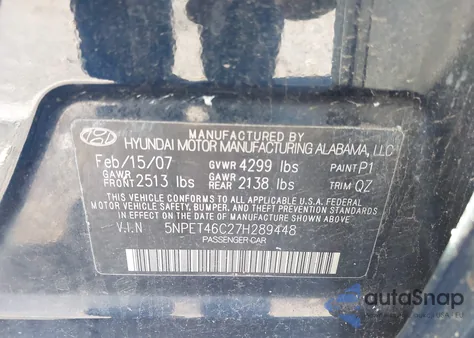 MANUFACTURED BY
HYUNDAI MOTOR MANUFACTURING ALABAMA, LLC
Feb/15/07 GVWR 4299 lbs PAINT P1
GAWR FRONT 2513 lbs GAWR REAR 2138 lbs TRIM QZ
THIS VEHICLE CONFORMS TO ALL APPLICABLE FEDERAL
MOTOR VEHICLE SAFETY, BUMPER, AND THEFT PREVENTION
STANDARDS IN EFFECT ON THE DATE OF MANUFACTURE
SHOWN ABOVE.
V.I.N 5NPET46C27H289448
PASSENGER-CAR
autoSnap